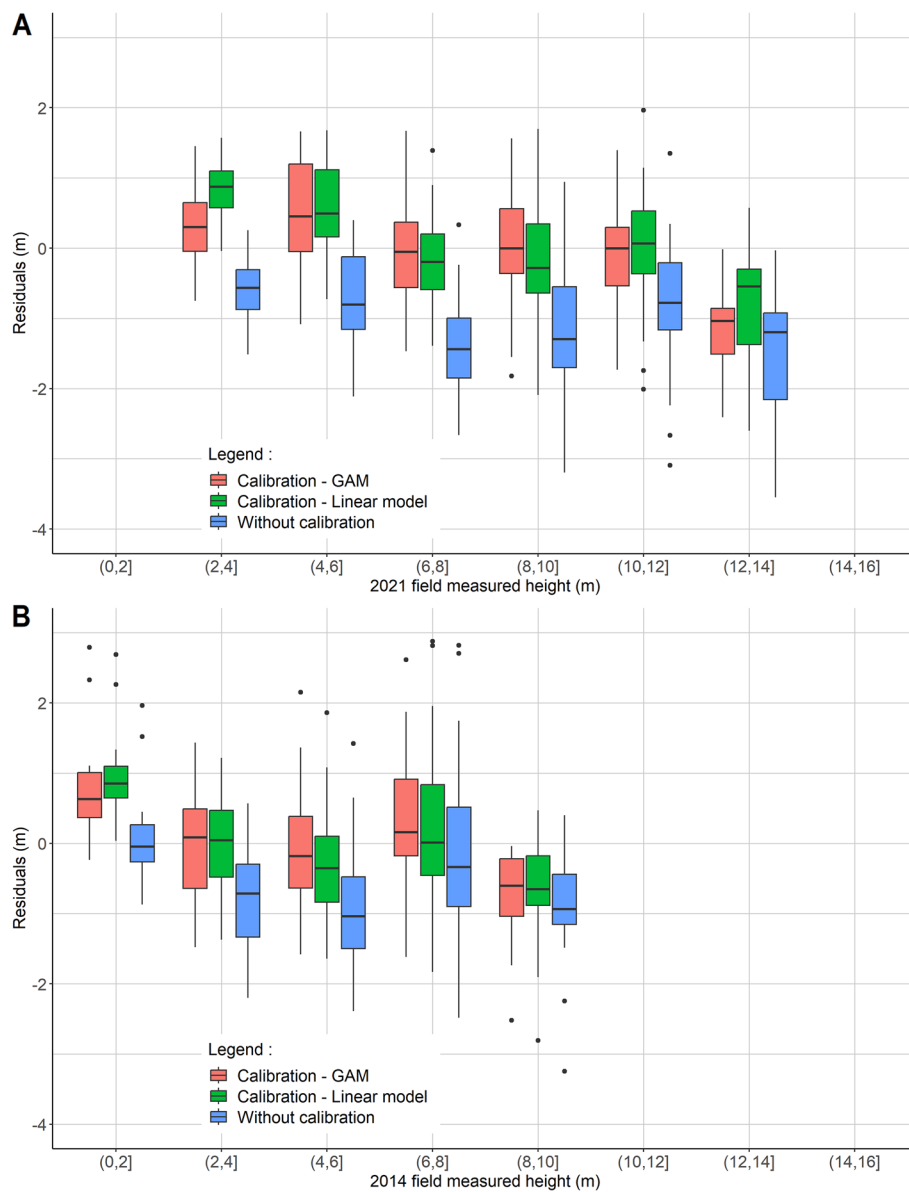 A
2
0
-2
-4
Residuals (m)
Legend :
Calibration - GAM
Calibration - Linear model
Without calibration
(0,2] (2,4] (4,6] (6,8] (8,10] (10,12] (12,14] (14,16]
2021 field measured height (m)
B
2
0
-2
-4
Residuals (m)
Legend :
Calibration - GAM
Calibration - Linear model
Without calibration
(0,2] (2,4] (4,6] (6,8] (8,10] (10,12] (12,14] (14,16]
2014 field measured height (m)